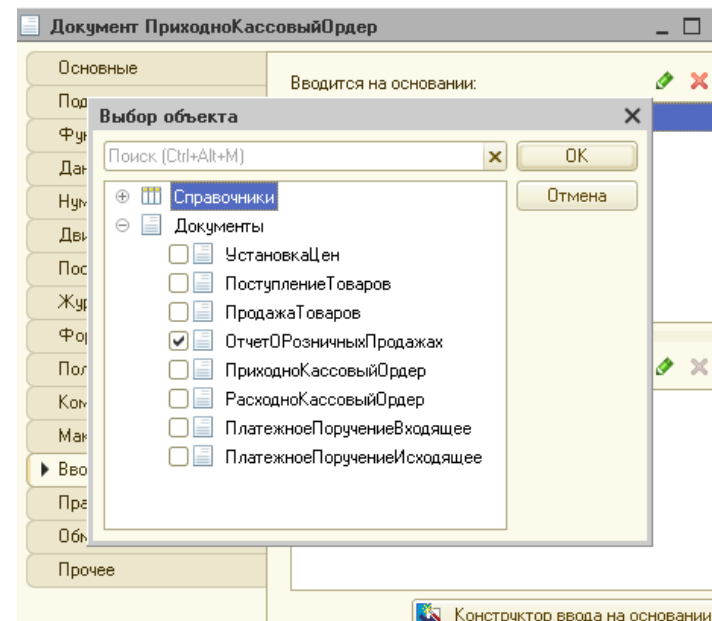 Документ ПриходноКассовыйОрдер
Основные
Вводится на основании:
Выбор объекта
Поиск (Ctrl+Alt+M)
OK
Отмена
Справочники
Документы
УстановкаЦен
ПоступлениеТоваров
ПродажаТоваров
ОтчетОРозничныхПродажах
ПриходноКассовыйОрдер
РасходноКассовыйОрдер
ПлатежноеПоручениеВходящее
ПлатежноеПоручениеИсходящее
Прочее
Конструктор ввода на основании